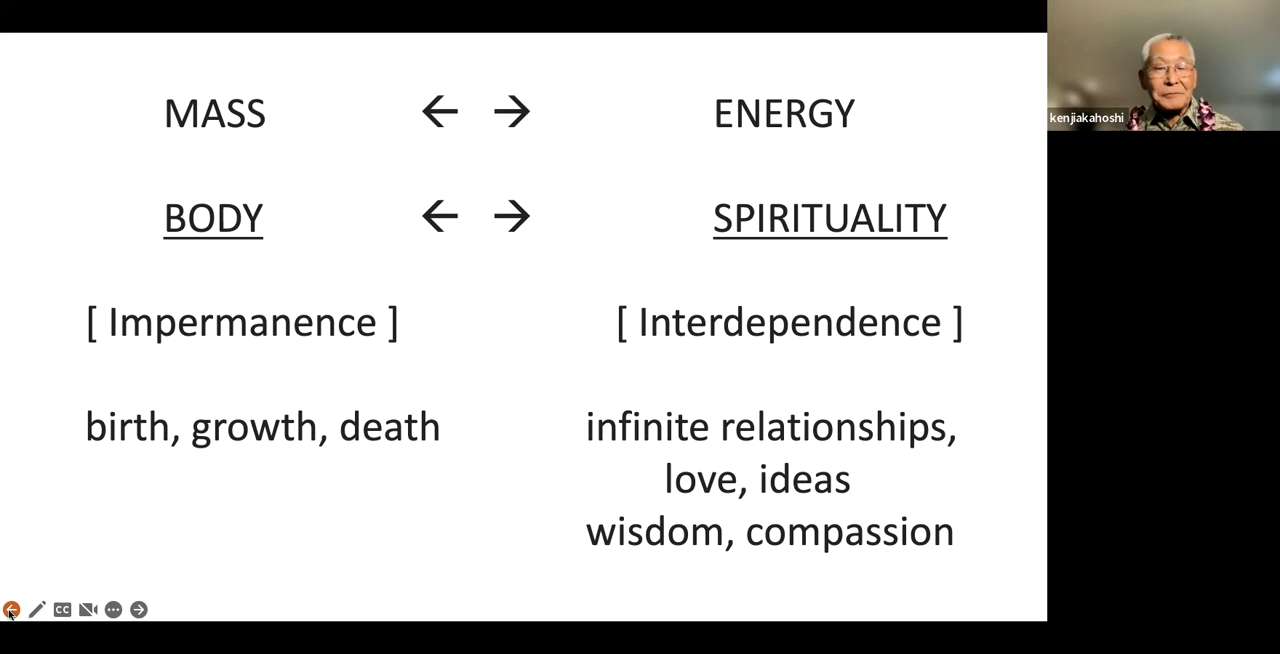 MASS ← → ENERGY
BODY ← → SPIRITUALITY
[ Impermanence ] [ Interdependence ]
birth, growth, death infinite relationships,
love, ideas
wisdom, compassion
kenjiakahoshi
CC